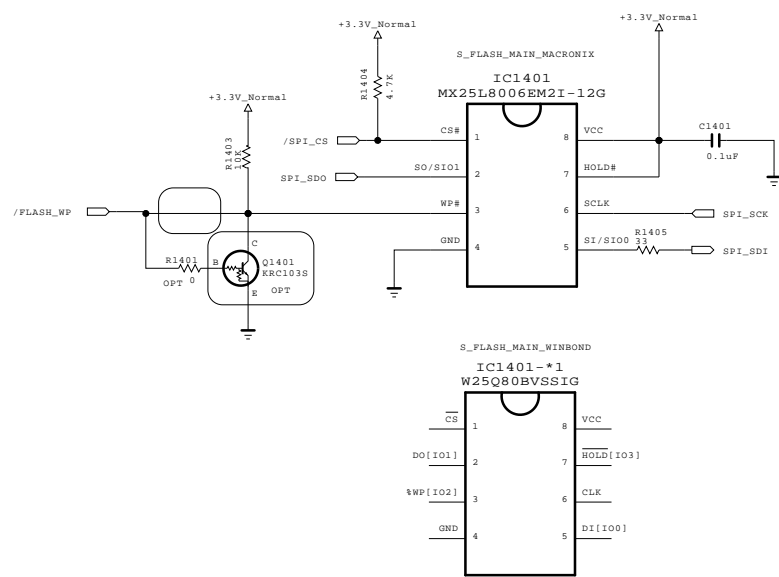 +3.3V_Normal
+3.3V_Normal
S_FLASH_MAIN_MACRONIX
R1404
4.7K
IC1401
MX25L8006EM2I-12G
+3.3V_Normal
R1403
10K
C1401
0.1uF
/SPI_CS
CS#
1
8
VCC
SPI_SDO
SO/SIO1
2
7
HOLD#
/FLASH_WP
WP#
3
6
SCLK
SPI_SCK
R1405
33
GND
4
5
SI/SIO0
SPI_SDI
R1401
0
OPT
B
C
E
Q1401
KRC103S
OPT
S_FLASH_MAIN_WINBOND
IC1401-*1
W25Q80BVSSIG
CS
1
8
VCC
DO[IO1]
2
7
HOLD[IO3]
%WP[IO2]
3
6
CLK
GND
4
5
DI[IO0]